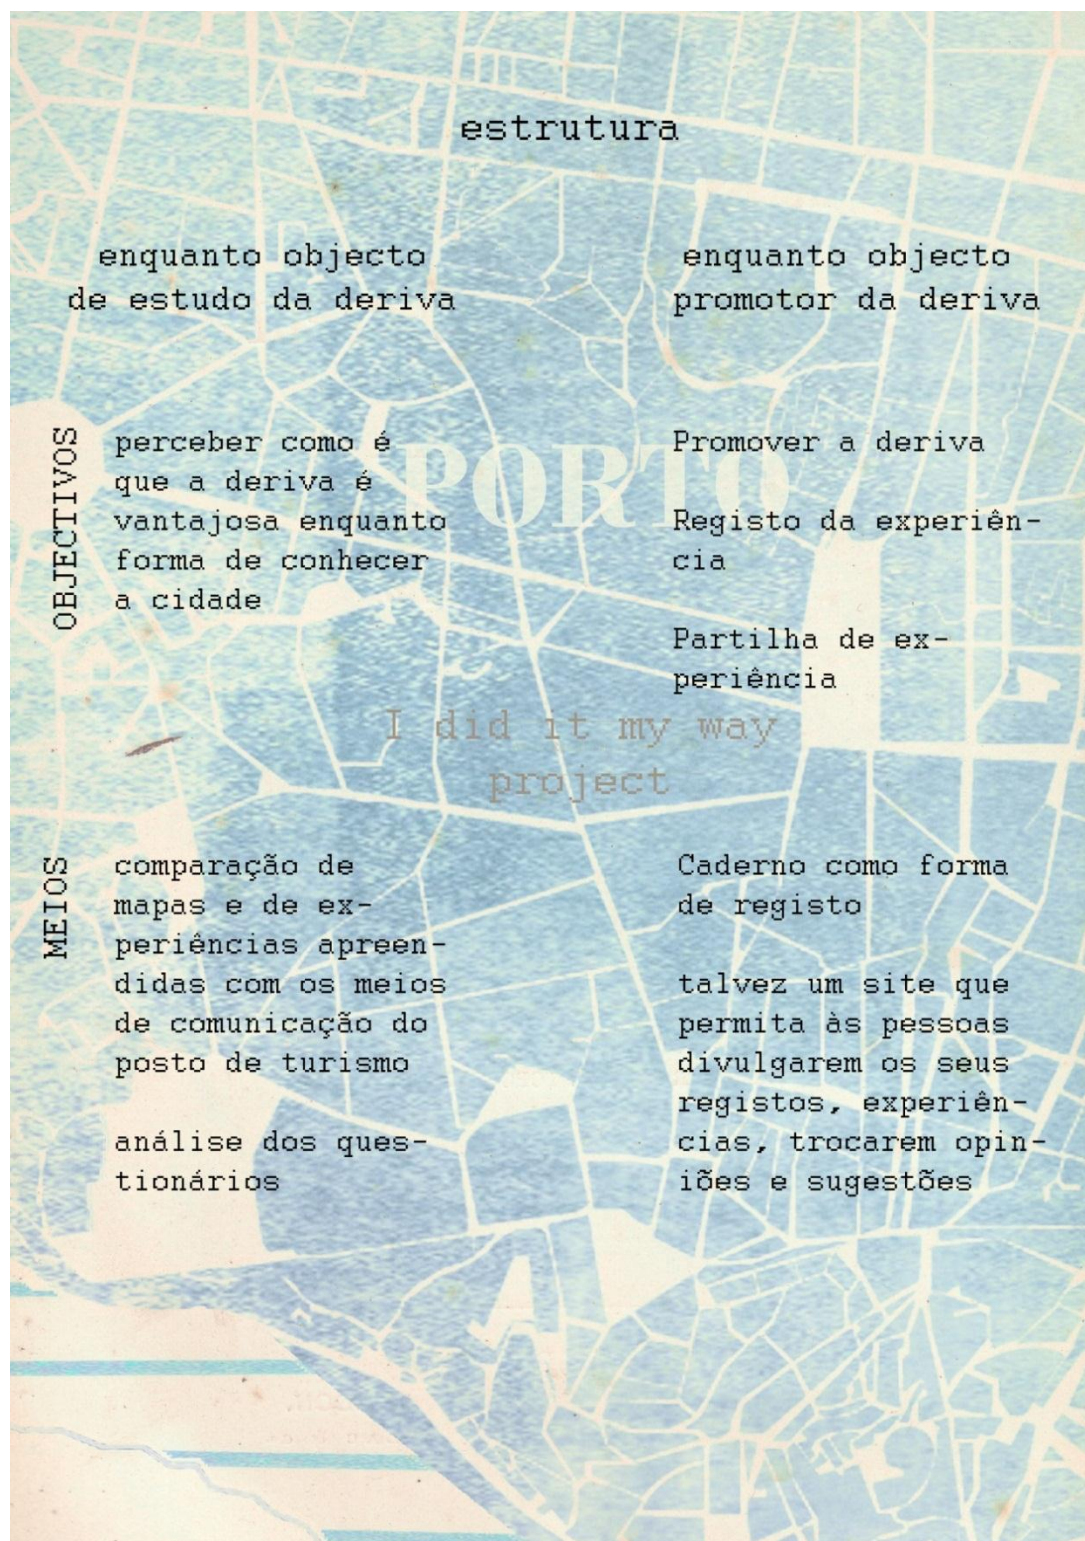 estrutura
enquanto objecto
de estudo da deriva
enquanto objecto
promotor da deriva
OBJECTIVOS
perceber como é
que a deriva é
vantajosa enquanto
forma de conhecer
a cidade
PORTO
Promover a deriva
Registo da experiên-
cia
Partilha de ex-
periência
I did it my way
project
MEIOS
comparação de
mapas e de ex-
periências apreen-
didas com os meios
de comunicação do
posto de turismo
análise dos ques-
tionários
Caderno como forma
de registo
talvez um site que
permita às pessoas
divulgarem os seus
registos, experiên-
cias, trocarem opin-
iões e sugestões